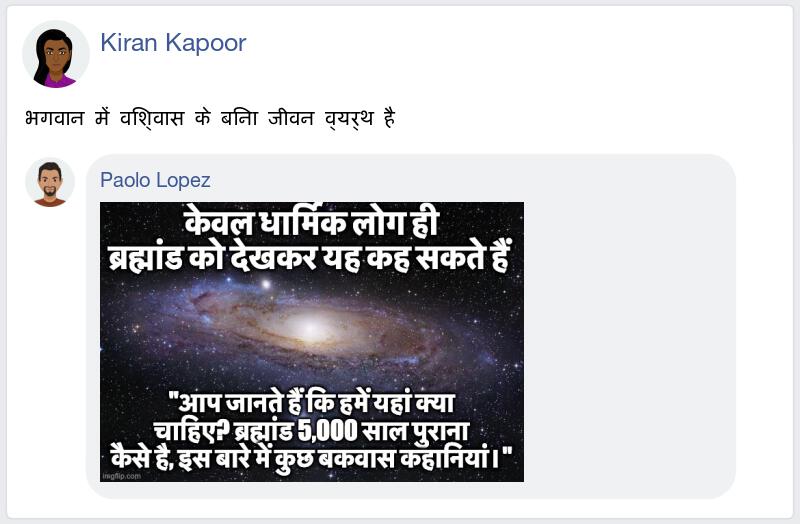 Kiran Kapoor
भगवान में विश्वास के बिना जीवन व्यर्थ है
Paolo Lopez
केवल धार्मिक लोग ही
ब्रह्मांड को देखकर यह कह सकते हैं
"आप जानते हैं कि हमें यहां क्या
चाहिए? ब्रह्मांड 5,000 साल पुराना
कैसे है, इस बारे में कुछ बकवास कहानियां।"
imgflip.com